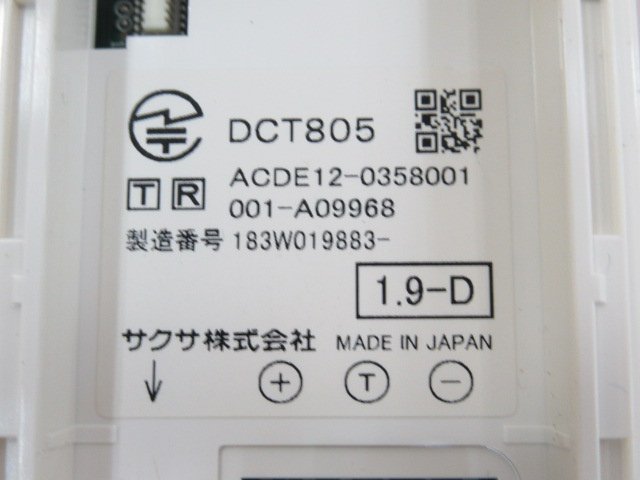 DCT805
T R ACDE12-0358001
001-A09968
製造番号 183W019883-
1.9-D
サクサ株式会社 MADE IN JAPAN
↓ + T −